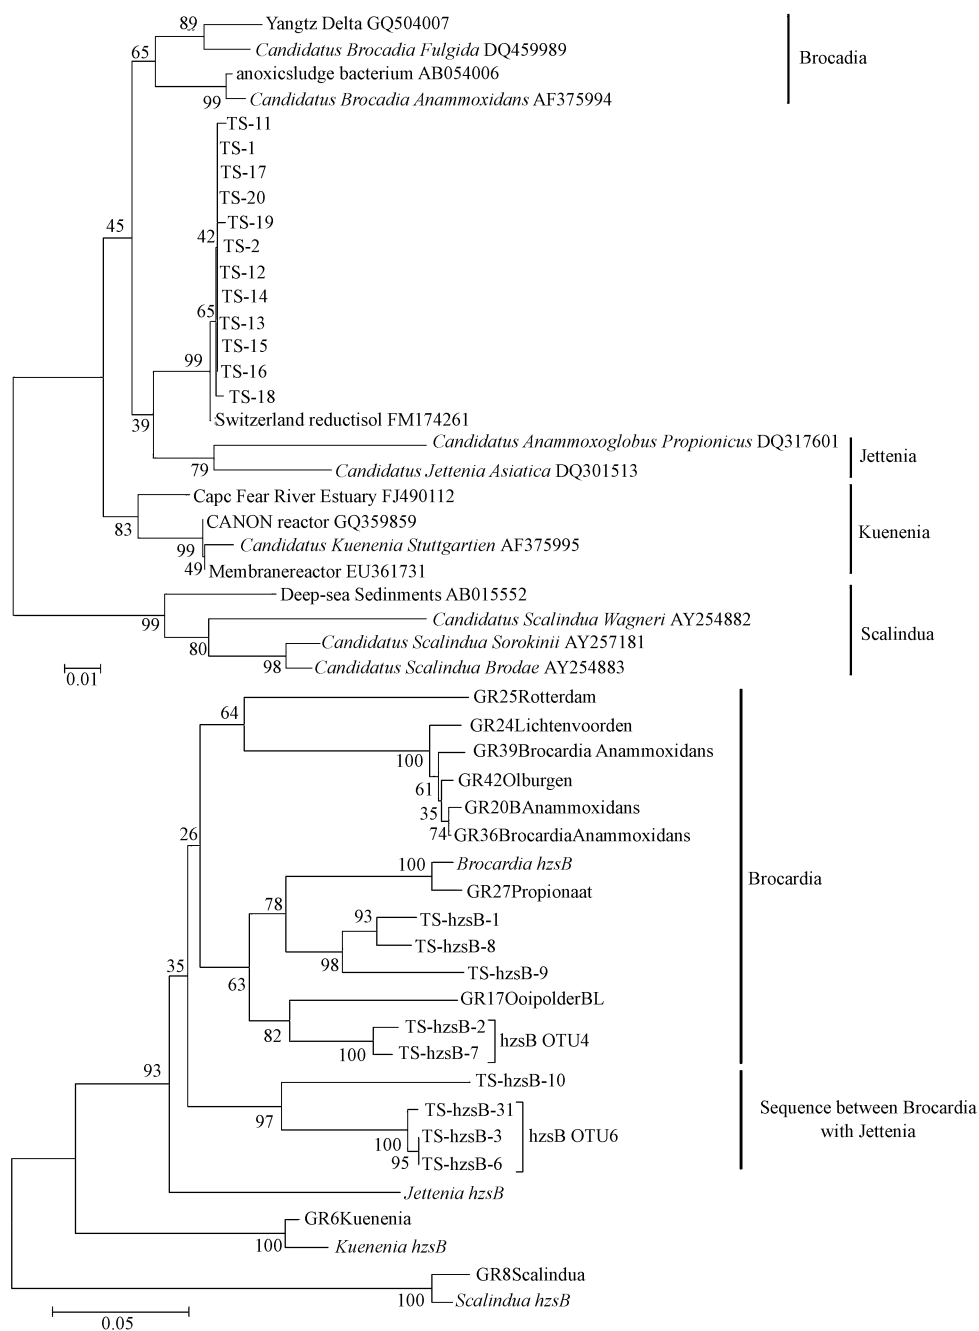 89
Yangtz Delta GQ504007
Candidatus Brocadia Fulgida DQ459989
65
anoxicsludge bacterium AB054006
99
Candidatus Brocadia Anammoxidans AF375994
Brocadia
TS-11
TS-1
TS-17
TS-20
TS-19
45
42
TS-2
TS-12
TS-14
65
TS-13
TS-15
99
TS-16
TS-18
Switzerland reductisol FM174261
39
Candidatus Anammoxoglobus Propionicus DQ317601
79
Candidatus Jettenia Asiatica DQ301513
Jettenia
Capc Fear River Estuary FJ490112
83
CANON reactor GQ359859
99
Candidatus Kuenenia Stuttgartien AF375995
49
Membranereactor EU361731
Kuenenia
Deep-sea Sedinments AB015552
99
Candidatus Scalindua Wagneri AY254882
80
Candidatus Scalindua Sorokinii AY257181
98
Candidatus Scalindua Brodae AY254883
Scalindua
0.01
GR25Rotterdam
64
GR24Lichtenvoorden
100
GR39Brocardia Anammoxidans
61
GR42Olburgen
35
GR20BAnammoxidans
74
GR36BrocardiaAnammoxidans
26
100
Brocardia hzsB
GR27Propionaat
78
93
TS-hzsB-1
TS-hzsB-8
98
TS-hzsB-9
35
63
GR17OoipolderBL
82
TS-hzsB-2
100
TS-hzsB-7
hzsB OTU4
Brocardia
93
TS-hzsB-10
97
TS-hzsB-31
100
TS-hzsB-3
95
TS-hzsB-6
hzsB OTU6
Sequence between Brocardia
with Jettenia
Jettenia hzsB
GR6Kuenenia
100
Kuenenia hzsB
GR8Scalindua
100
Scalindua hzsB
0.05